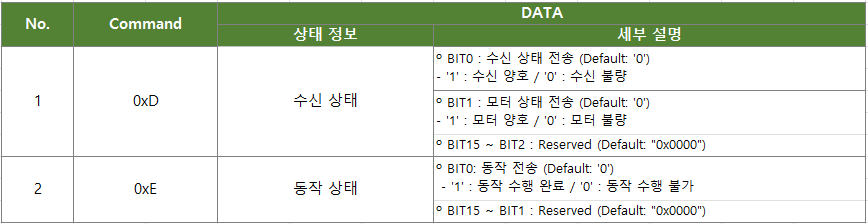 No. Command DATA
상태 정보 세부 설명
1 0xD 수신 상태
º BIT0 : 수신 상태 전송 (Default: '0')
- '1' : 수신 양호 / '0' : 수신 불량
º BIT1 : 모터 상태 전송 (Default: '0')
- '1' : 모터 양호 / '0' : 모터 불량
º BIT15 ~ BIT2 : Reserved (Default: "0x0000")
2 0xE 동작 상태
º BIT0: 동작 전송 (Default: '0')
- '1' : 동작 수행 완료 / '0' : 동작 수행 불가
º BIT15 ~ BIT1 : Reserved (Default: "0x0000")